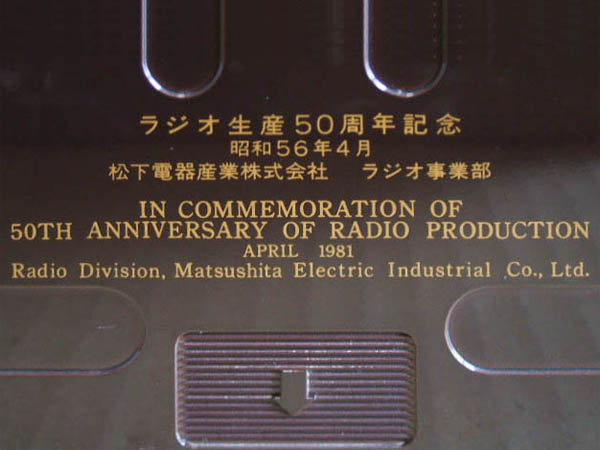 ラジオ生産50周年記念
昭和56年4月
松下電器産業株式会社 ラジオ事業部
IN COMMEMORATION OF
50TH ANNIVERSARY OF RADIO PRODUCTION
APRIL 1981
Radio Division, Matsushita Electric Industrial Co., Ltd.